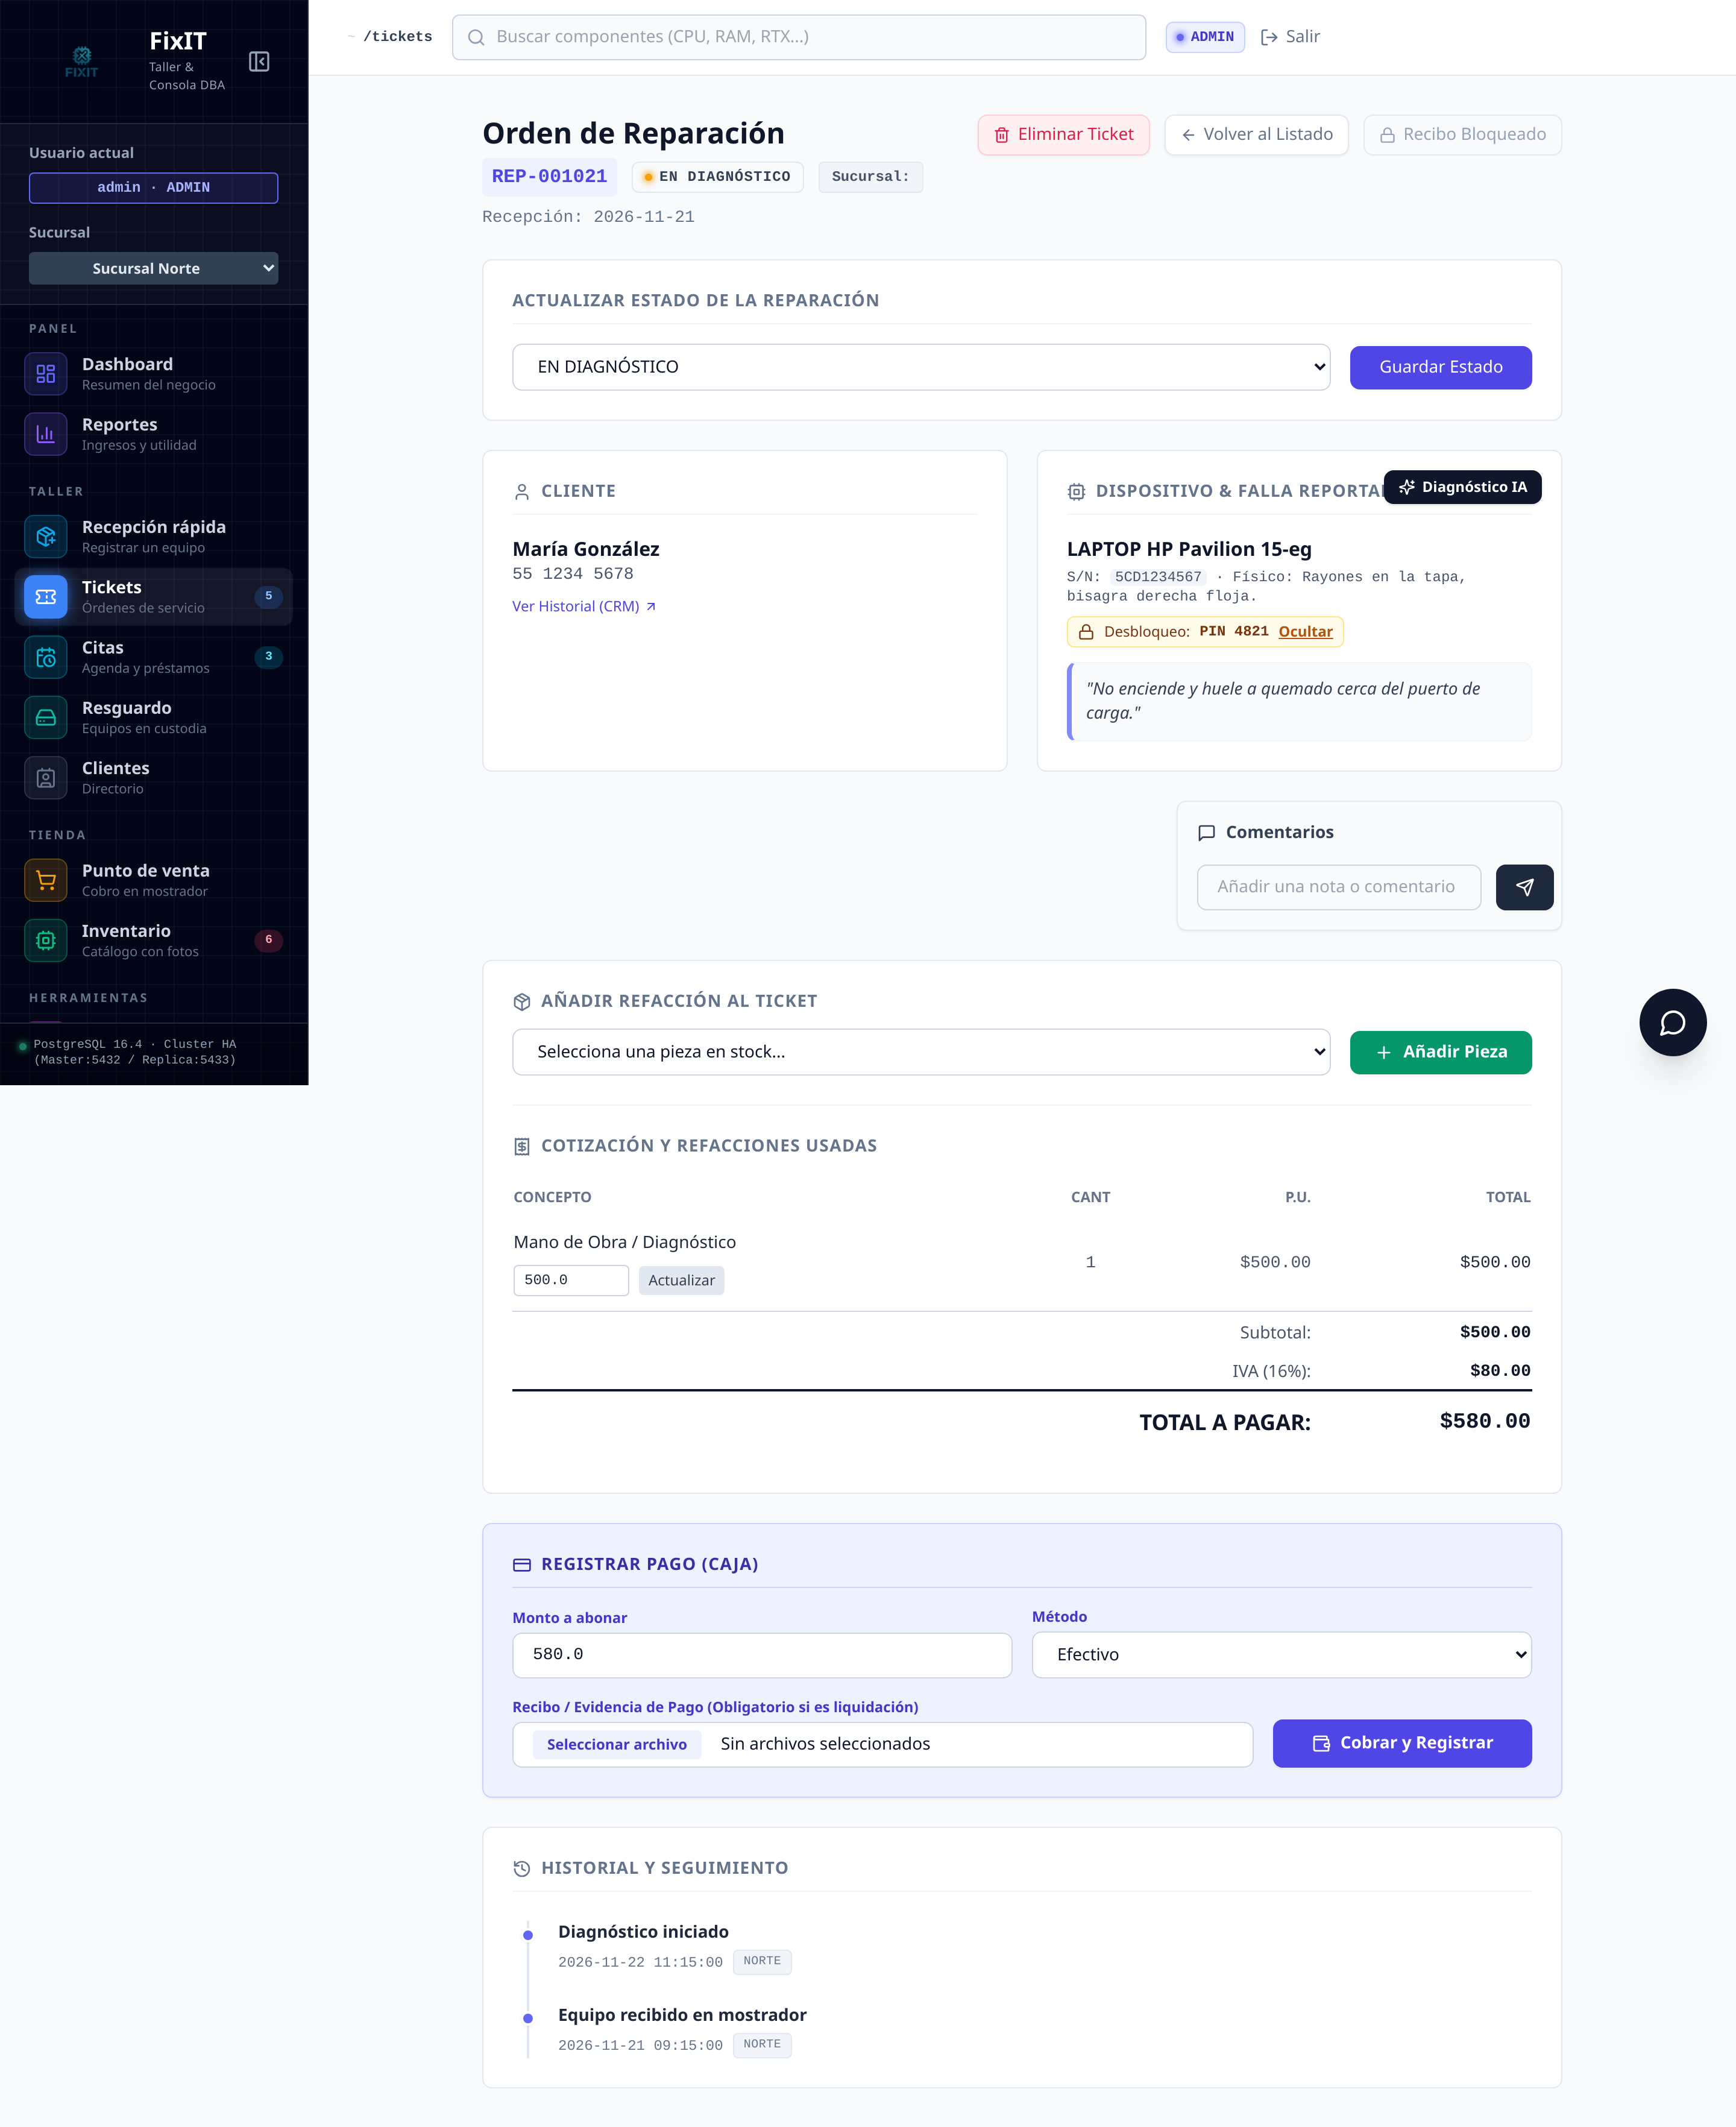 FIXIT
FixIT
Taller &
Consola DBA
Usuario actual
admin · ADMIN
Sucursal
Sucursal Norte
PANEL
Dashboard
Resumen del negocio
Reportes
Ingresos y utilidad
TALLER
Recepción rápida
Registrar un equipo
Tickets
Órdenes de servicio
5
Citas
Agenda y préstamos
3
Resguardo
Equipos en custodia
Clientes
Directorio
TIENDA
Punto de venta
Cobro en mostrador
Inventario
Catálogo con fotos
6
HERRAMIENTAS
PostgreSQL 16.4 · Cluster HA
(Master:5432 / Replica:5433)
~ /tickets
Buscar componentes (CPU, RAM, RTX...)
ADMIN
Salir
Orden de Reparación
Eliminar Ticket
Volver al Listado
Recibo Bloqueado
REP-001021
EN DIAGNÓSTICO
Sucursal:
Recepción: 2026-11-21
ACTUALIZAR ESTADO DE LA REPARACIÓN
EN DIAGNÓSTICO
Guardar Estado
CLIENTE
María González
55 1234 5678
Ver Historial (CRM)
DISPOSITIVO & FALLA REPORTA
Diagnóstico IA
LAPTOP HP Pavilion 15-eg
S/N: 5CD1234567 · Físico: Rayones en la tapa,
bisagra derecha floja.
Desbloqueo: PIN 4821 Ocultar
"No enciende y huele a quemado cerca del puerto de
carga."
Comentarios
Añadir una nota o comentario
AÑADIR REFACCIÓN AL TICKET
Selecciona una pieza en stock...
Añadir Pieza
COTIZACIÓN Y REFACCIONES USADAS
CONCEPTO CANT P.U. TOTAL
Mano de Obra / Diagnóstico
500.0 Actualizar
1 $500.00 $500.00
Subtotal: $500.00
IVA (16%): $80.00
TOTAL A PAGAR: $580.00
REGISTRAR PAGO (CAJA)
Monto a abonar
580.0
Método
Efectivo
Recibo / Evidencia de Pago (Obligatorio si es liquidación)
Seleccionar archivo Sin archivos seleccionados
Cobrar y Registrar
HISTORIAL Y SEGUIMIENTO
Diagnóstico iniciado
2026-11-22 11:15:00 NORTE
Equipo recibido en mostrador
2026-11-21 09:15:00 NORTE